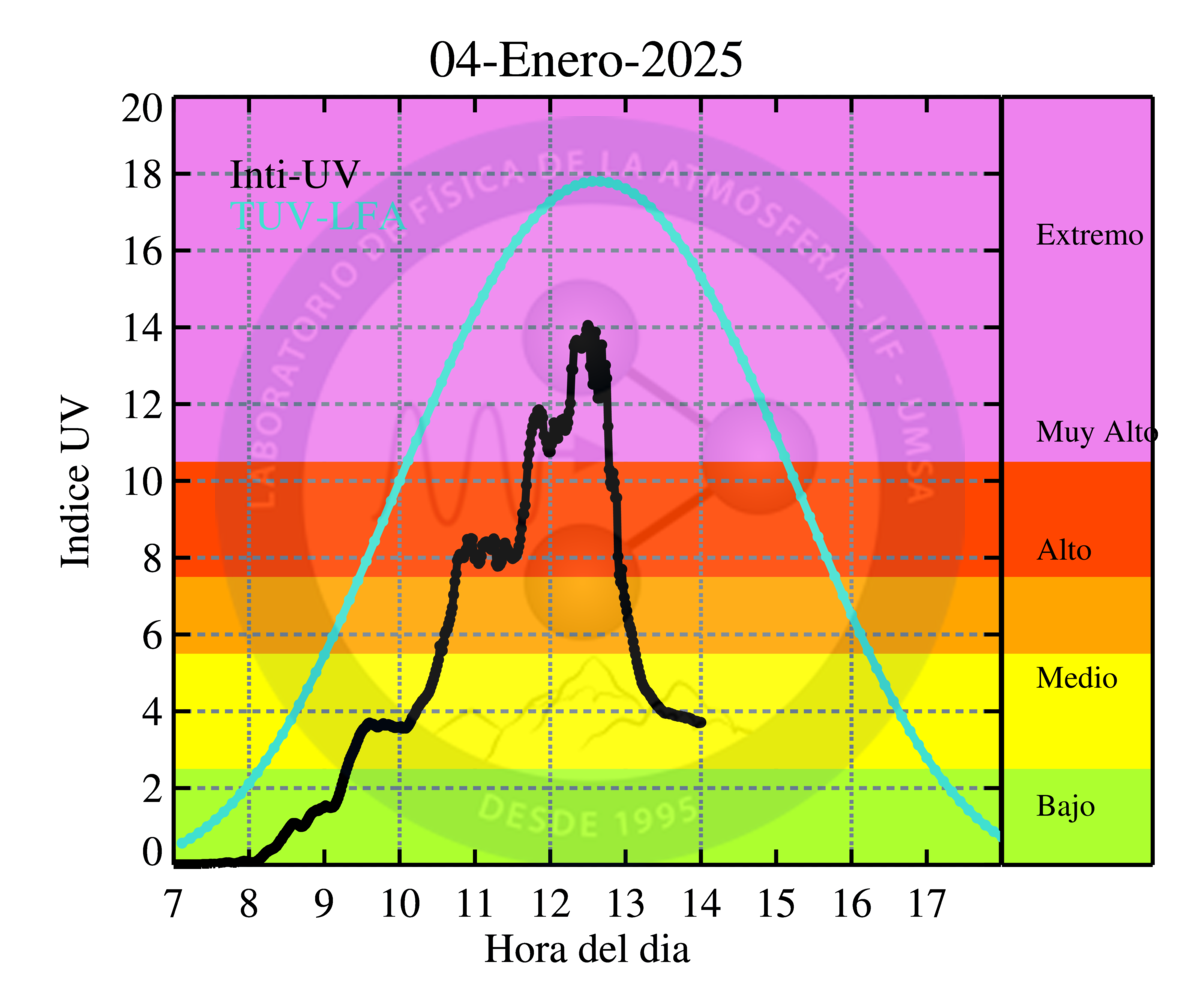 04-Enero-2025
20
18
16
14
12
10
8
6
4
2
0
Indice UV
Inti-UV
TUV-LFA
LABORATORIO DE FÍSICA DE LA ATMÓSFERA - IIF - UMSA
DESDE 1995
Extremo
Muy Alto
Alto
Medio
Bajo
7 8 9 10 11 12 13 14 15 16 17
Hora del dia